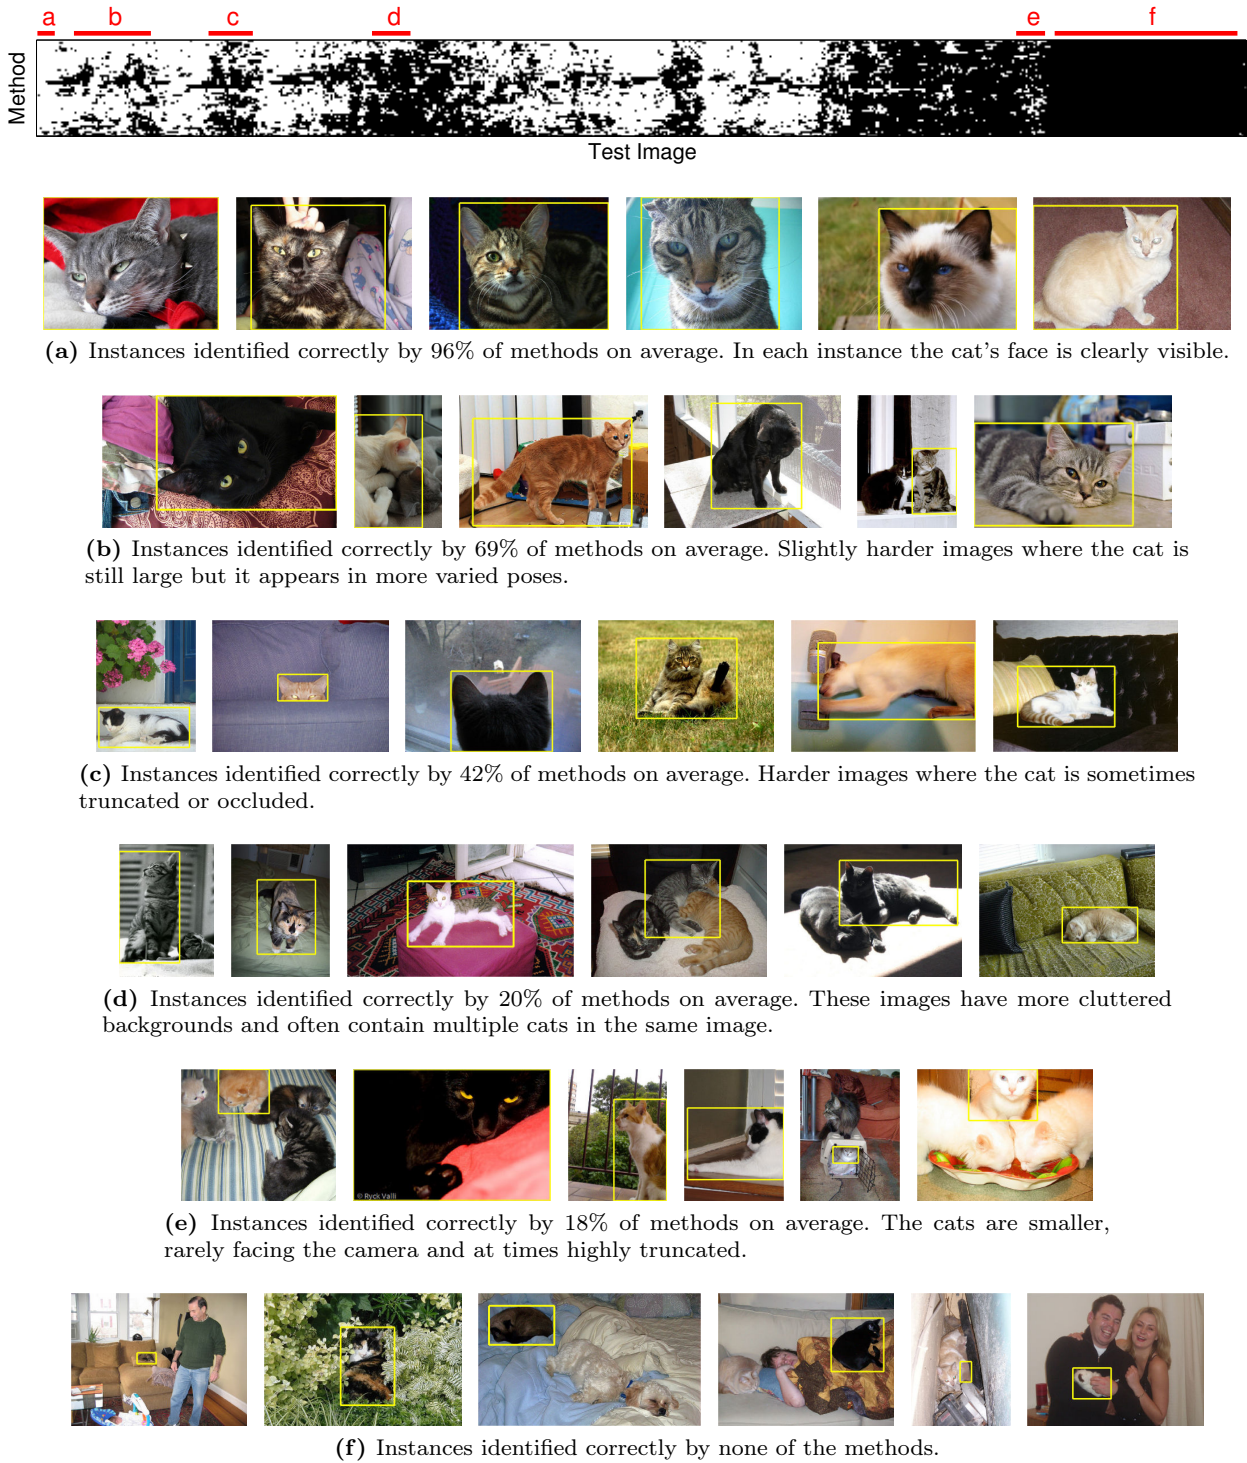 a b c d e f
Method
Test Image
(a) Instances identified correctly by 96% of methods on average. In each instance the cat's face is clearly visible.
(b) Instances identified correctly by 69% of methods on average. Slightly harder images where the cat is
still large but it appears in more varied poses.
(c) Instances identified correctly by 42% of methods on average. Harder images where the cat is sometimes
truncated or occluded.
(d) Instances identified correctly by 20% of methods on average. These images have more cluttered
backgrounds and often contain multiple cats in the same image.
© Ryck Valli
(e) Instances identified correctly by 18% of methods on average. The cats are smaller,
rarely facing the camera and at times highly truncated.
(f) Instances identified correctly by none of the methods.